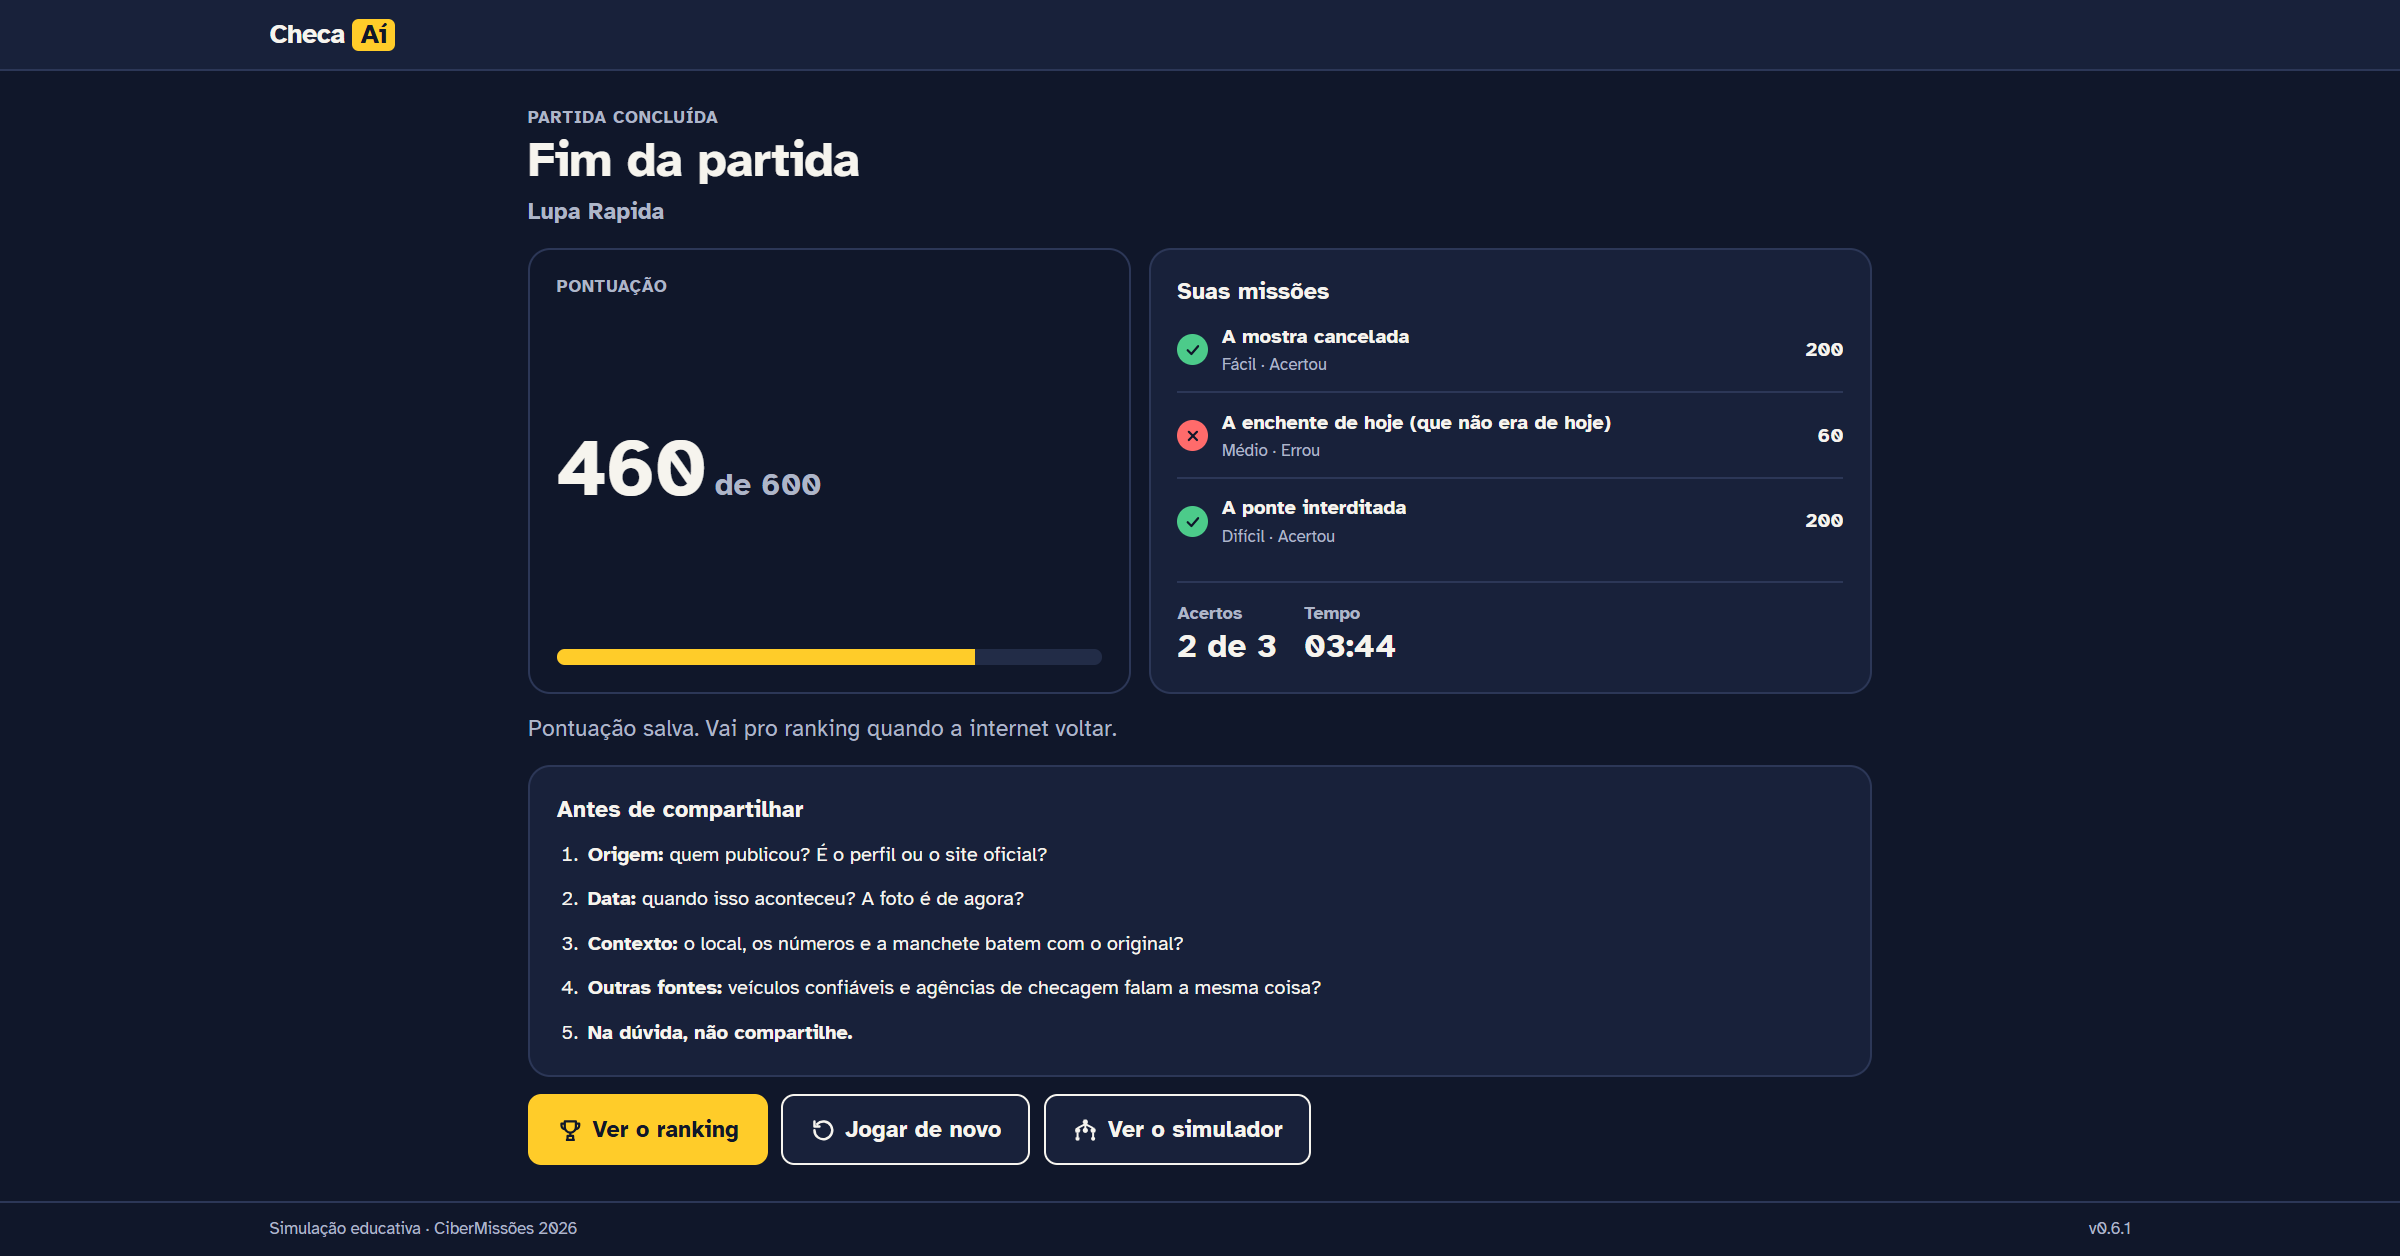 Checa Aí
PARTIDA CONCLUÍDA
Fim da partida
Lupa Rapida
PONTUAÇÃO
460 de 600
Suas missões
A mostra cancelada
Fácil · Acertou
200
A enchente de hoje (que não era de hoje)
Médio · Errou
60
A ponte interditada
Difícil · Acertou
200
Acertos
2 de 3
Tempo
03:44
Pontuação salva. Vai pro ranking quando a internet voltar.
Antes de compartilhar
1. Origem: quem publicou? É o perfil ou o site oficial?
2. Data: quando isso aconteceu? A foto é de agora?
3. Contexto: o local, os números e a manchete batem com o original?
4. Outras fontes: veículos confiáveis e agências de checagem falam a mesma coisa?
5. Na dúvida, não compartilhe.
Ver o ranking
Jogar de novo
Ver o simulador
Simulação educativa · CiberMissões 2026
v0.6.1